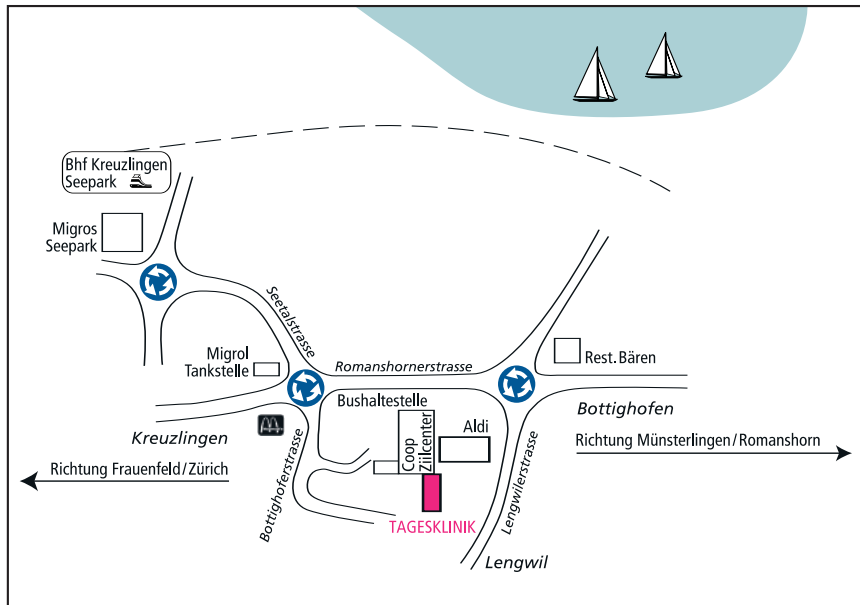 Bhf Kreuzlingen
Seepark
Migros
Seepark
Seetalstrasse
Migrol
Tankstelle
Romanshornerstrasse
Rest. Bären
Bushaltestelle
Kreuzlingen
Bottighofen
Coop
Ziilcenter
Aldi
Richtung Münsterlingen/Romanshorn
Richtung Frauenfeld/Zürich
Bottighoferstrasse
Lengwilerstrasse
TAGESKLINIK
Lengwil